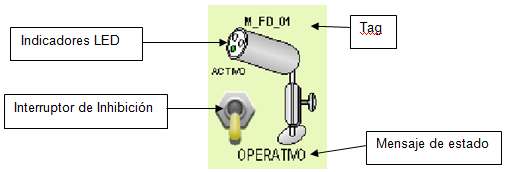 M_FD_01
Tag
Indicadores LED
ACTIVO
Interruptor de Inhibición
OPERATIVO
Mensaje de estado